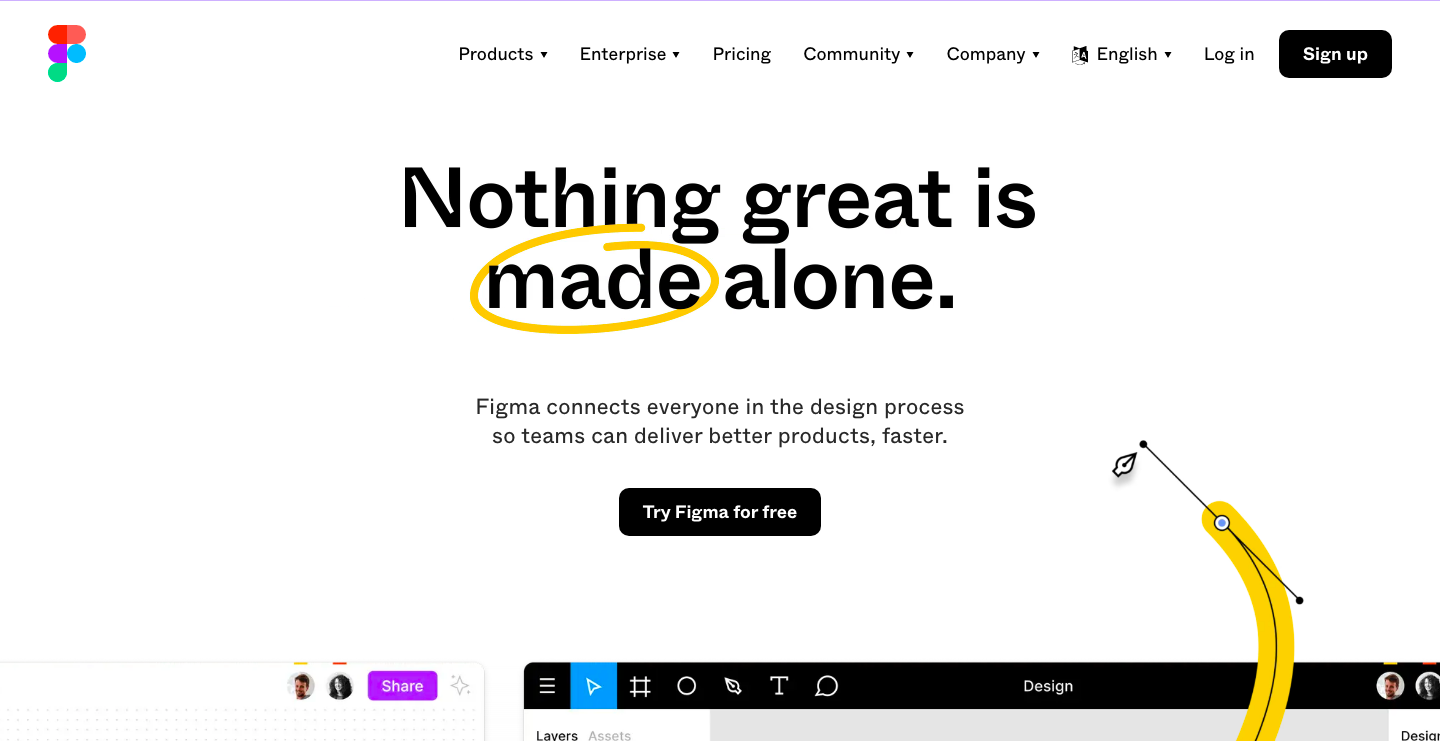 Products Enterprise Pricing Community Company English Log in Sign up
Nothing great is
made alone.
Figma connects everyone in the design process
so teams can deliver better products, faster.
Try Figma for free
Share
Design
Layers Assets
Design